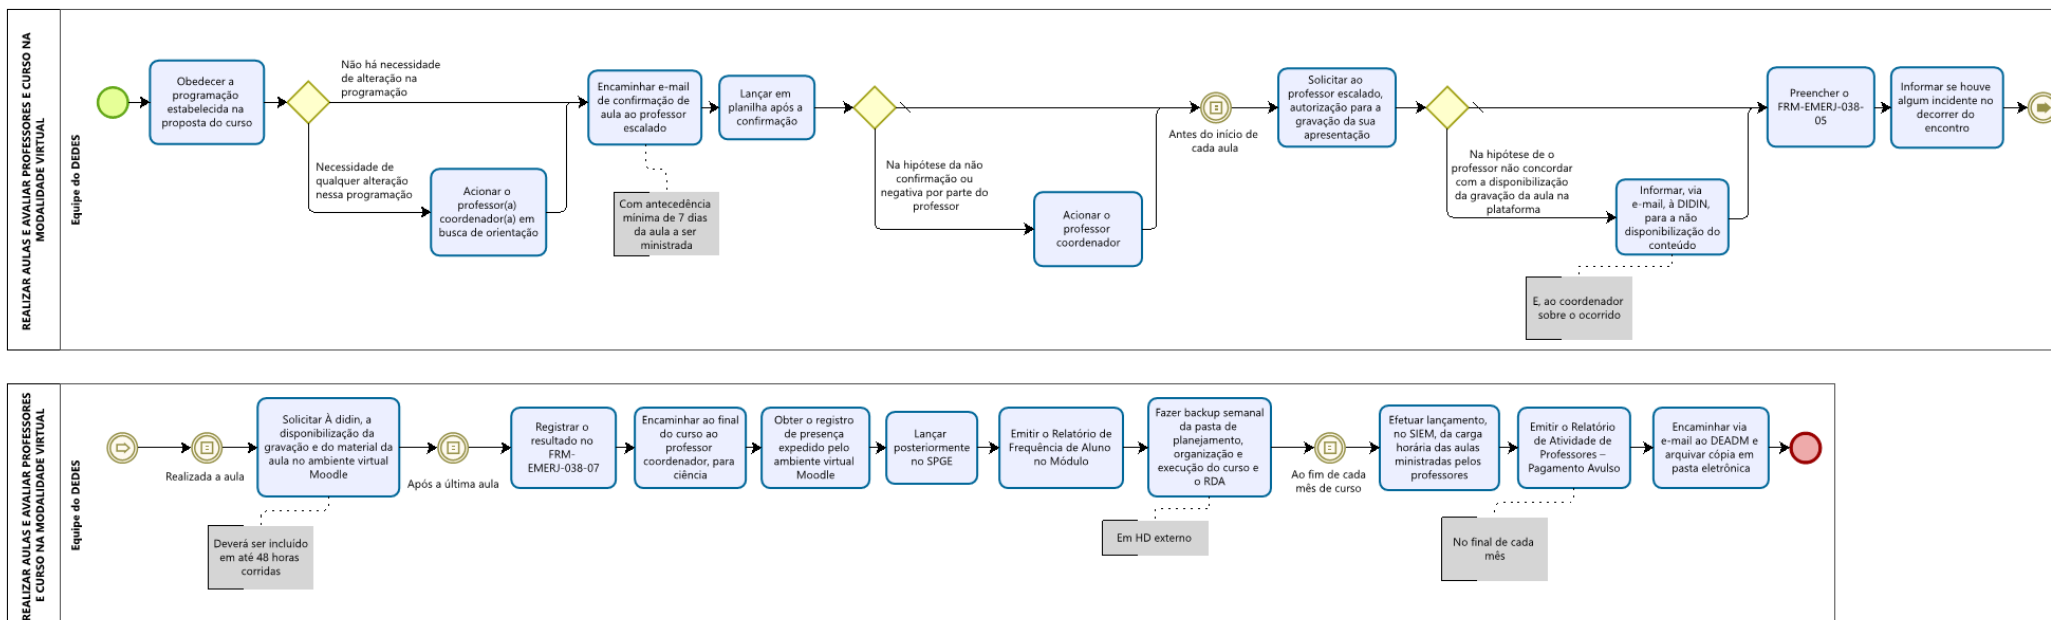 REALIZAR AULAS E AVALIAR PROFESSORES E CURSO NA
MODALIDADE VIRTUAL
Equipe do DEDES
Obedecer a
programação
estabelecida na
proposta do curso
Não há necessidade
de alteração na
programação
Necessidade de
qualquer alteração
nessa programação
Acionar o
professor(a)
coordenador(a) em
busca de orientação
Encaminhar e-mail
de confirmação de
aula ao professor
escalado
Com antecedência
mínima de 7 dias
da aula a ser
ministrada
Lançar em
planilha após a
confirmação
Na hipótese da não
confirmação ou
negativa por parte do
professor
Acionar o
professor
coordenador
Antes do início de
cada aula
Solicitar ao
professor escalado,
autorização para a
gravação da sua
apresentação
Na hipótese de o
professor não concordar
com a disponibilização
da gravação da aula na
plataforma
Informar, via
e-mail, à DIDIN,
para a não
disponibilização do
conteúdo
E, ao coordenador
sobre o ocorrido
Preencher o
FRM-EMERJ-038-
05
Informar se houve
algum incidente no
decorrer do
encontro
REALIZAR AULAS E AVALIAR PROFESSORES
E CURSO NA MODALIDADE VIRTUAL
Equipe do DEDES
Realizada a aula
Solicitar À didin, a
disponibilização da
gravação e do material da
aula no ambiente virtual
Moodle
Deverá ser incluído
em até 48 horas
corridas
Após a última aula
Registrar o
resultado no
FRM-
EMERJ-038-07
Encaminhar ao final
do curso ao
professor
coordenador, para
ciência
Obter o registro
de presença
expedido pelo
ambiente virtual
Moodle
Lançar
posteriormente
no SPGE
Emitir o Relatório de
Frequência de Aluno
no Módulo
Fazer backup semanal
da pasta de
planejamento,
organização e
execução do curso e
o RDA
Em HD externo
Ao fim de cada
mês de curso
Efetuar lançamento,
no SIEM, da carga
horária das aulas
ministradas pelos
professores
Emitir o Relatório
de Atividade de
Professores –
Pagamento Avulso
No final de cada
mês
Encaminhar via
e-mail ao DEADM e
arquivar cópia em
pasta eletrônica